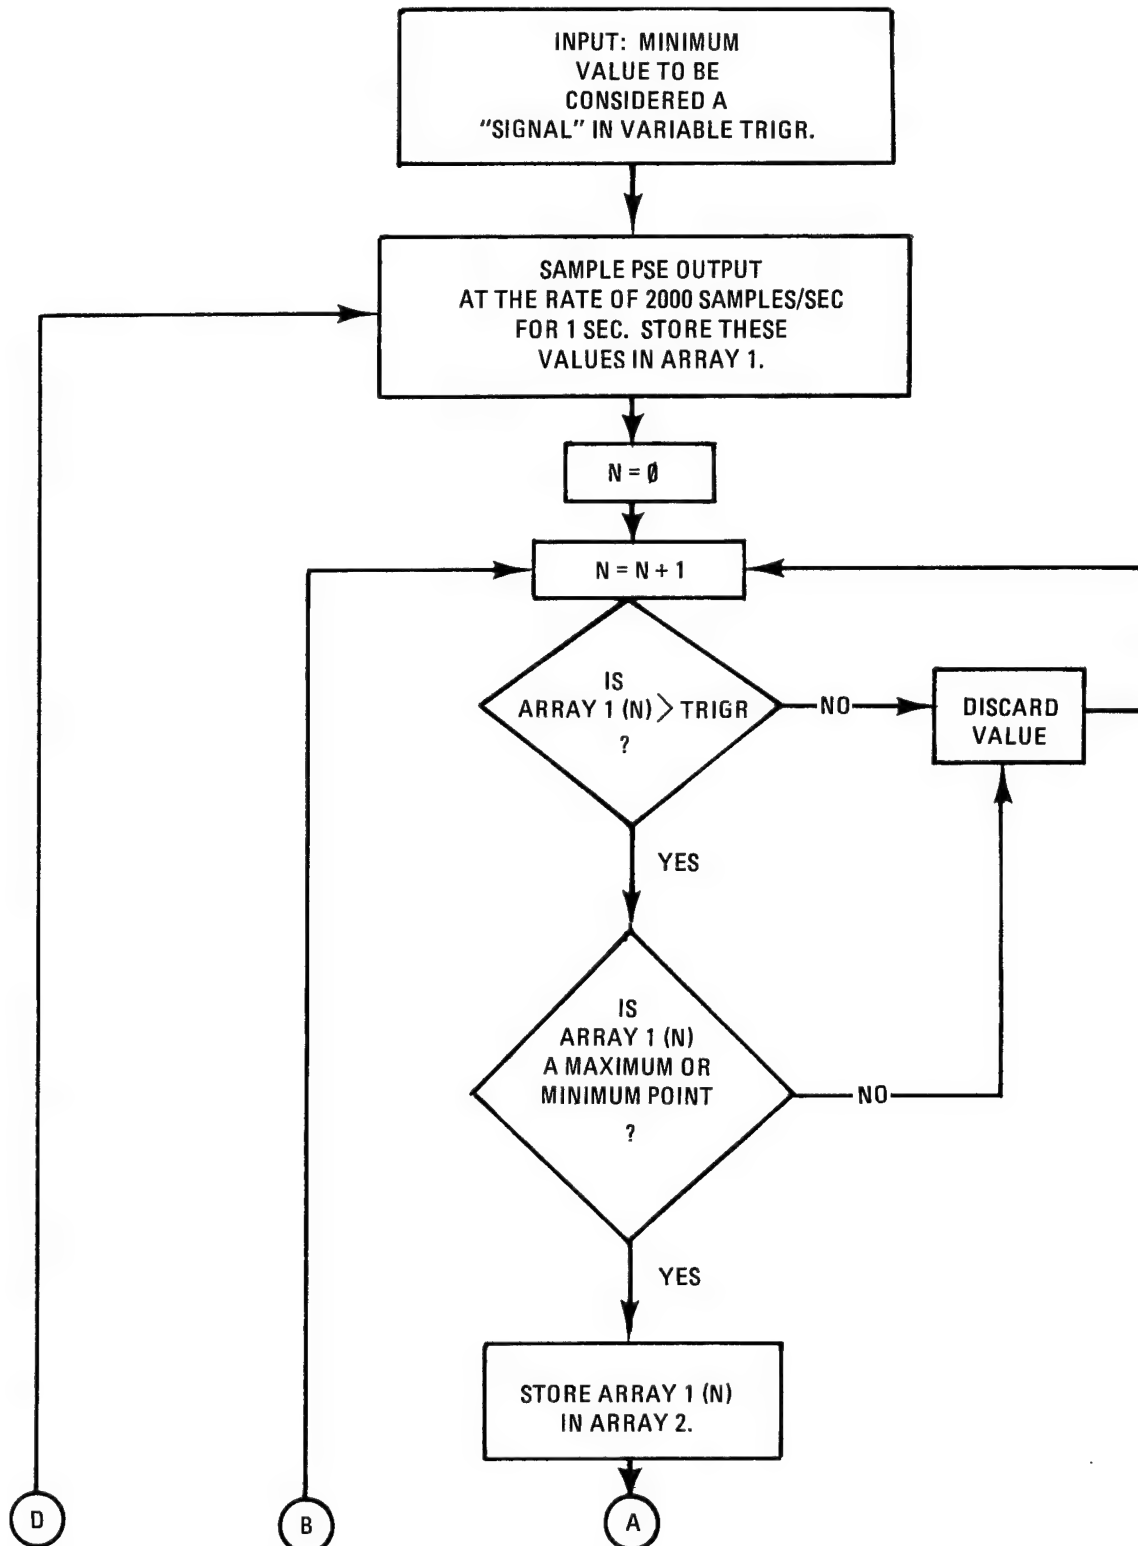 INPUT: MINIMUM
VALUE TO BE
CONSIDERED A
"SIGNAL" IN VARIABLE TRIGR.
SAMPLE PSE OUTPUT
AT THE RATE OF 2000 SAMPLES/SEC
FOR 1 SEC. STORE THESE
VALUES IN ARRAY 1.
N = Ø
N = N + 1
IS
ARRAY 1 (N) > TRIGR
?
NO
DISCARD
VALUE
YES
IS
ARRAY 1 (N)
A MAXIMUM OR
MINIMUM POINT
?
NO
YES
STORE ARRAY 1 (N)
IN ARRAY 2.
D
B
A